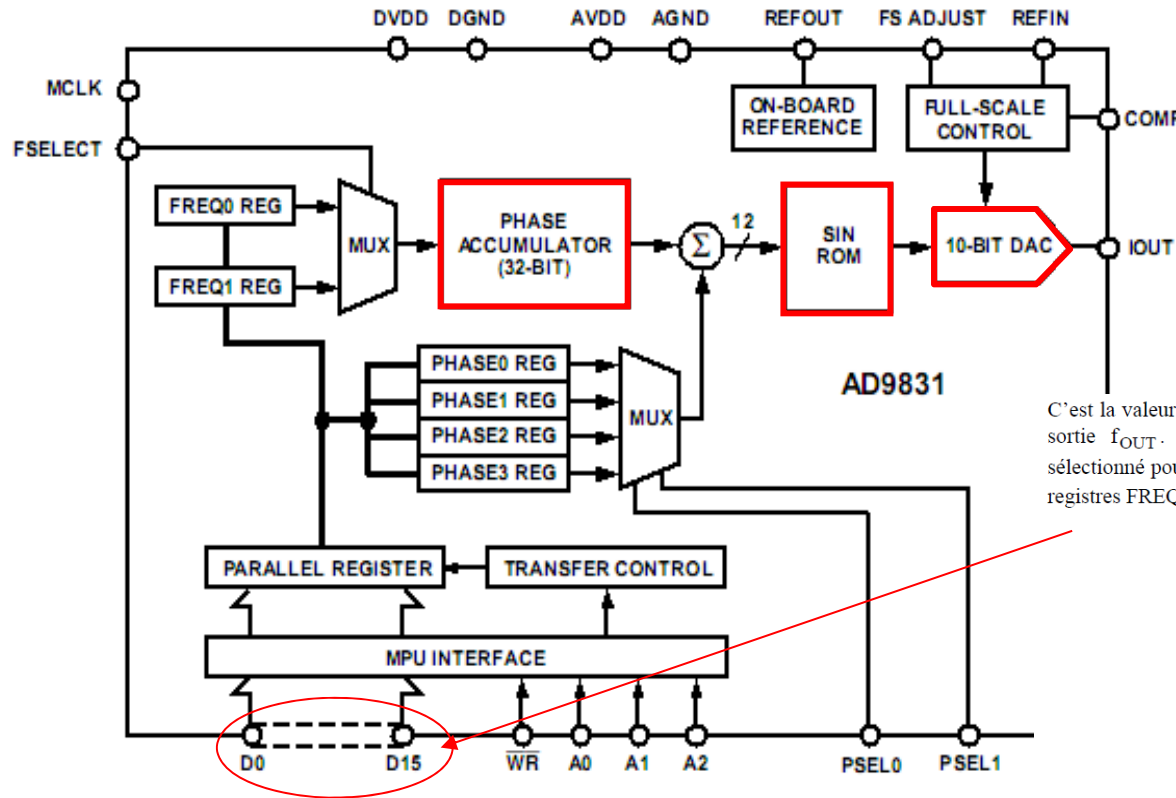 DVDD DGND AVDD AGND REFOUT FS ADJUST REFIN
MCLK
FSELECT
ON-BOARD
REFERENCE
FULL-SCALE
CONTROL
COMP
FREQ0 REG
FREQ1 REG
MUX
PHASE
ACCUMULATOR
(32-BIT)
Σ
12
SIN
ROM
10-BIT DAC
IOUT
PHASE0 REG
PHASE1 REG
PHASE2 REG
PHASE3 REG
MUX
AD9831
C'est la valeur
sortie fOUT.
sélectionné pou
registres FREQ
PARALLEL REGISTER
TRANSFER CONTROL
MPU INTERFACE
D0 D15 WR A0 A1 A2 PSEL0 PSEL1